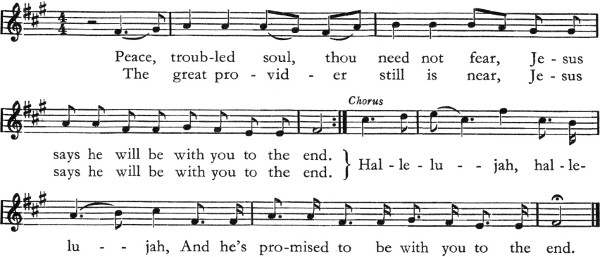 4 4
Peace, troub-led soul, thou need not fear, Je - sus
The great pro - vid - er still is near, Je - sus
Chorus
says he will be with you to the end. } Hal - le - lu - - jah, hal-le-
says he will be with you to the end.
lu - - jah, And he's pro-mised to be with you to the end.